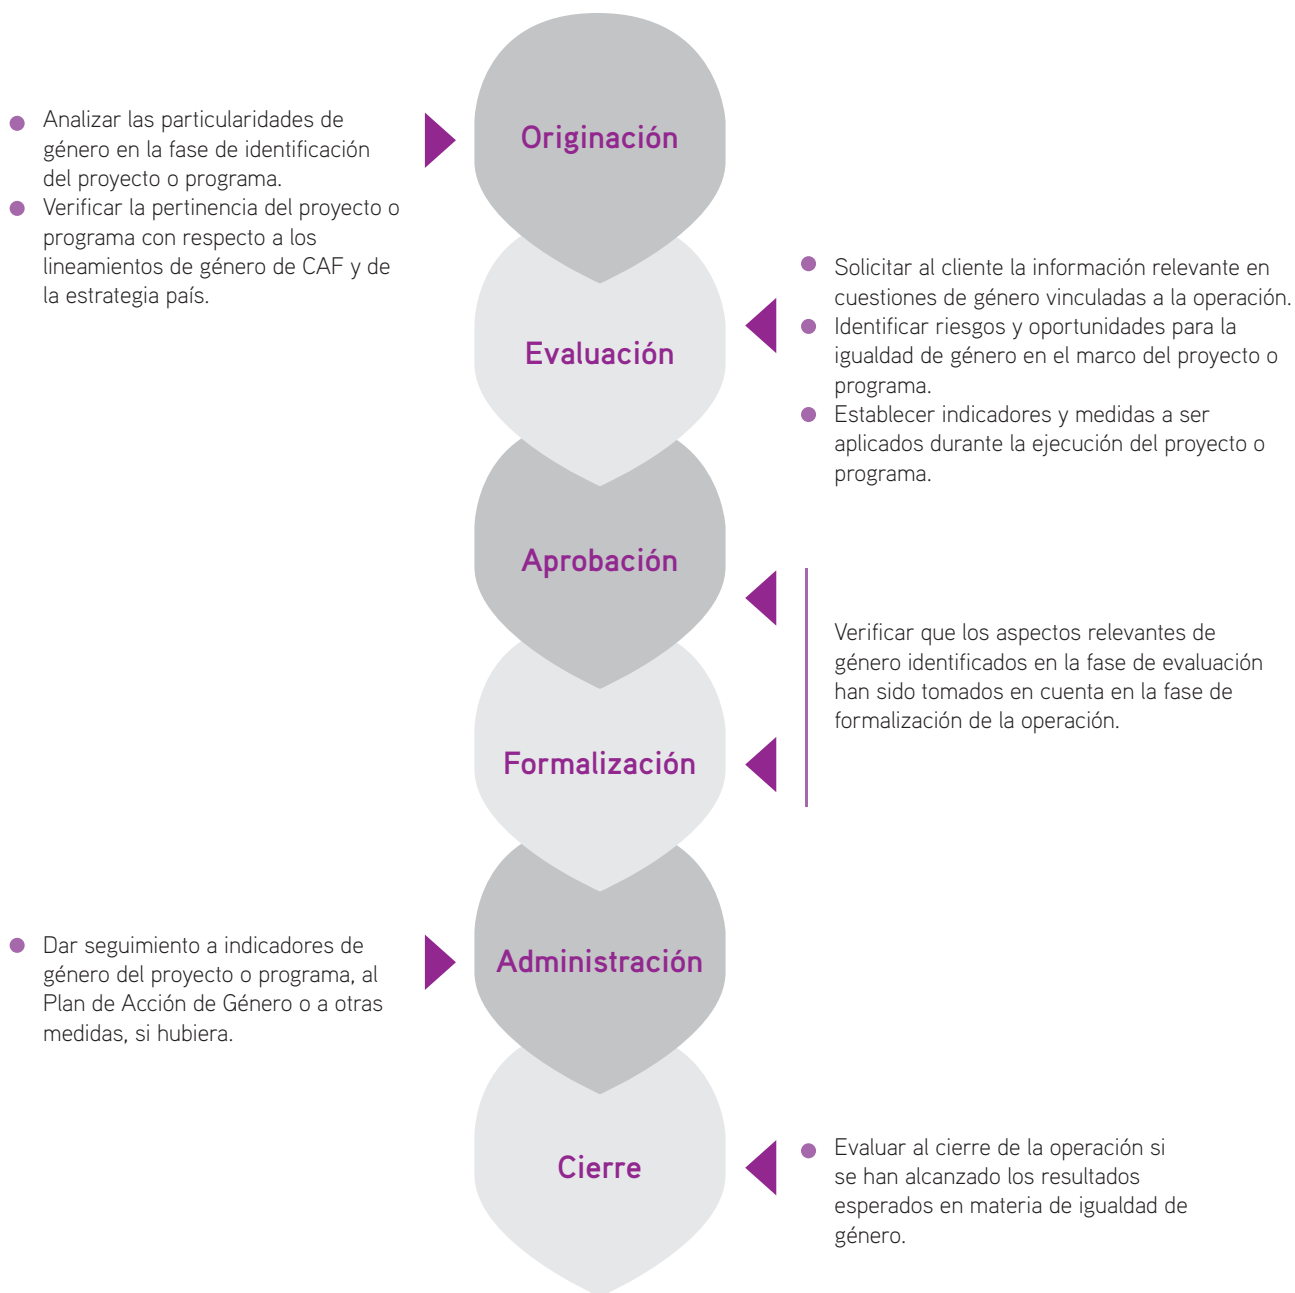 Originación
Analizar las particularidades de
género en la fase de identificación
del proyecto o programa.
Verificar la pertinencia del proyecto o
programa con respecto a los
lineamientos de género de CAF y de
la estrategia país.
Evaluación
Solicitar al cliente la información relevante en
cuestiones de género vinculadas a la operación.
Identificar riesgos y oportunidades para la
igualdad de género en el marco del proyecto o
programa.
Establecer indicadores y medidas a ser
aplicados durante la ejecución del proyecto o
programa.
Aprobación
Formalización
Verificar que los aspectos relevantes de
género identificados en la fase de evaluación
han sido tomados en cuenta en la fase de
formalización de la operación.
Administración
Dar seguimiento a indicadores de
género del proyecto o programa, al
Plan de Acción de Género o a otras
medidas, si hubiera.
Cierre
Evaluar al cierre de la operación si
se han alcanzado los resultados
esperados en materia de igualdad de
género.